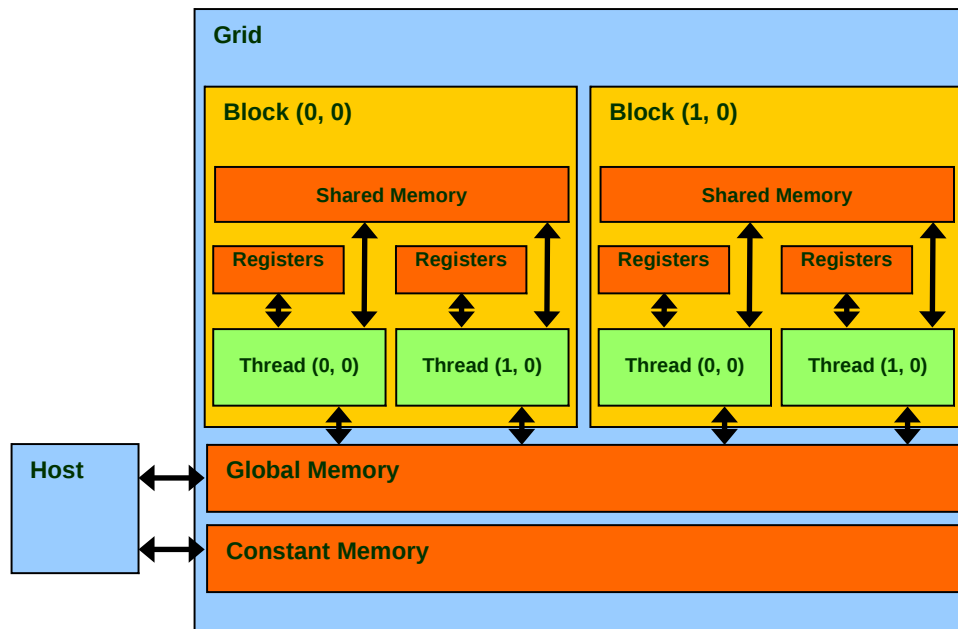 Grid
Block (0, 0)
Block (1, 0)
Shared Memory
Shared Memory
Registers
Registers
Registers
Registers
Thread (0, 0)
Thread (1, 0)
Thread (0, 0)
Thread (1, 0)
Host
Global Memory
Constant Memory